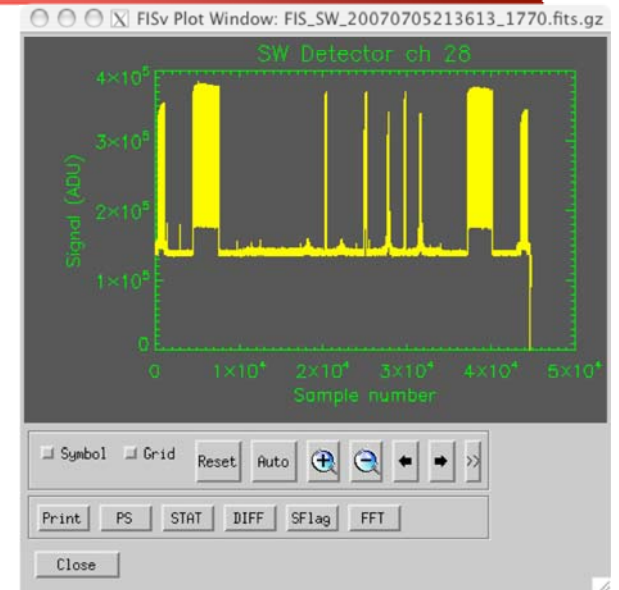 FISv Plot Window: FIS_SW_20070705213613_1770.fits.gz
SW Detector ch 28
4×10⁵
3×10⁵
2×10⁵
1×10⁵
0
Signal (ADU)
0 1×10⁴ 2×10⁴ 3×10⁴ 4×10⁴ 5×10⁴
Sample number
Symbol Grid Reset Auto >>
Print PS STAT DIFF SFlag FFT
Close